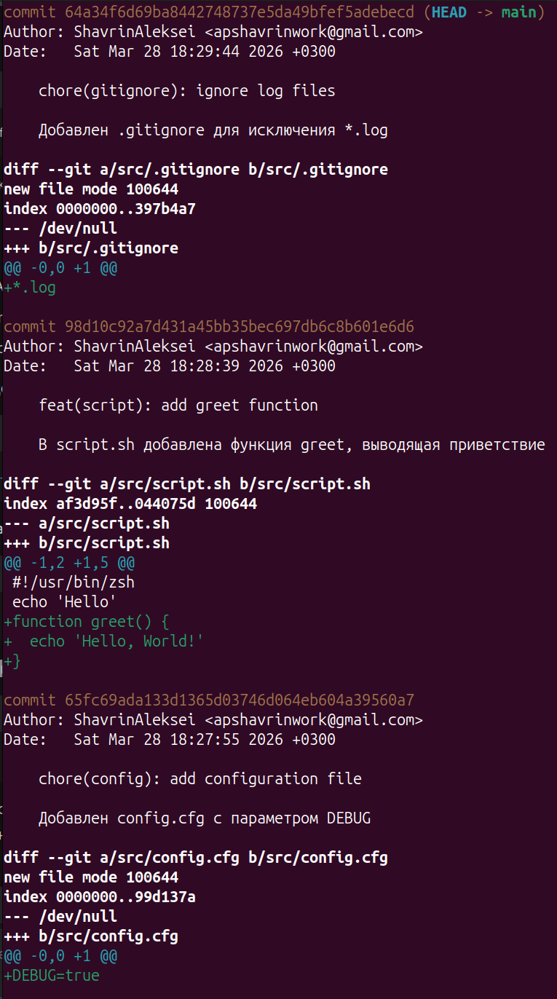 commit 64a34f6d69ba8442748737e5da49bfef5adebecd (HEAD -> main)
Author: ShavrinAleksei <apshavrinwork@gmail.com>
Date:   Sat Mar 28 18:29:44 2026 +0300

    chore(gitignore): ignore log files

    Добавлен .gitignore для исключения *.log

diff --git a/src/.gitignore b/src/.gitignore
new file mode 100644
index 0000000..397b4a7
--- /dev/null
+++ b/src/.gitignore
@@ -0,0 +1 @@
+*.log

commit 98d10c92a7d431a45bb35bec697db6c8b601e6d6
Author: ShavrinAleksei <apshavrinwork@gmail.com>
Date:   Sat Mar 28 18:28:39 2026 +0300

    feat(script): add greet function

    В script.sh добавлена функция greet, выводящая приветствие

diff --git a/src/script.sh b/src/script.sh
index af3d95f..044075d 100644
--- a/src/script.sh
+++ b/src/script.sh
@@ -1,2 +1,5 @@
 #!/usr/bin/zsh
 echo 'Hello'
+function greet() {
+  echo 'Hello, World!'
+}

commit 65fc69ada133d1365d03746d064eb604a39560a7
Author: ShavrinAleksei <apshavrinwork@gmail.com>
Date:   Sat Mar 28 18:27:55 2026 +0300

    chore(config): add configuration file

    Добавлен config.cfg с параметром DEBUG

diff --git a/src/config.cfg b/src/config.cfg
new file mode 100644
index 0000000..99d137a
--- /dev/null
+++ b/src/config.cfg
@@ -0,0 +1 @@
+DEBUG=true